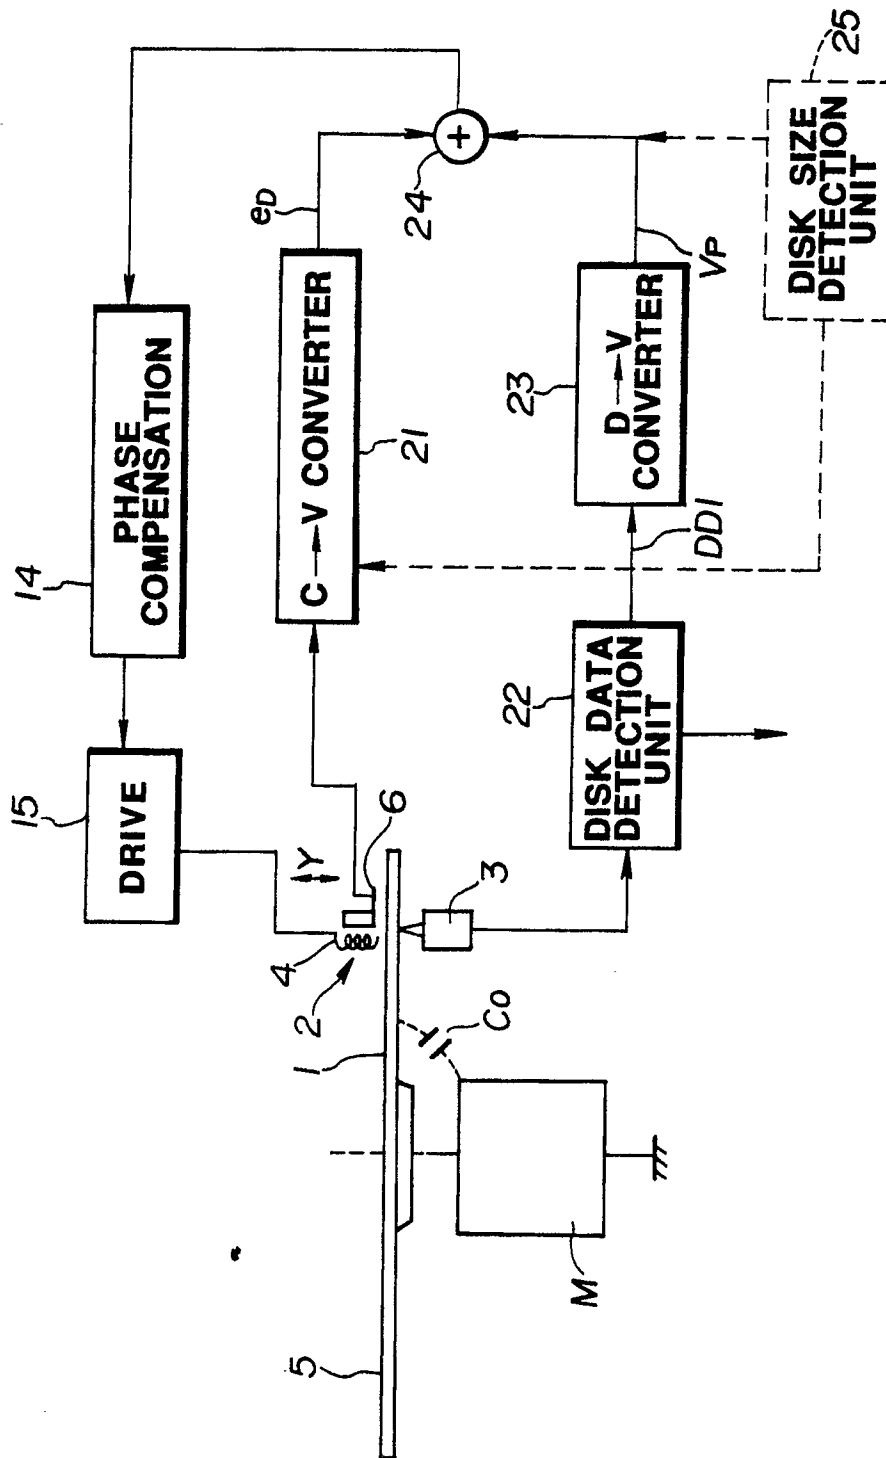 15
DRIVE
14
PHASE
COMPENSATION
C → V CONVERTER
21
eD
24
+
Y
6
4
2
3
1
5
Co
M
22
DISK DATA
DETECTION
UNIT
DD1
23
D → V
CONVERTER
VP
25
DISK SIZE
DETECTION
UNIT